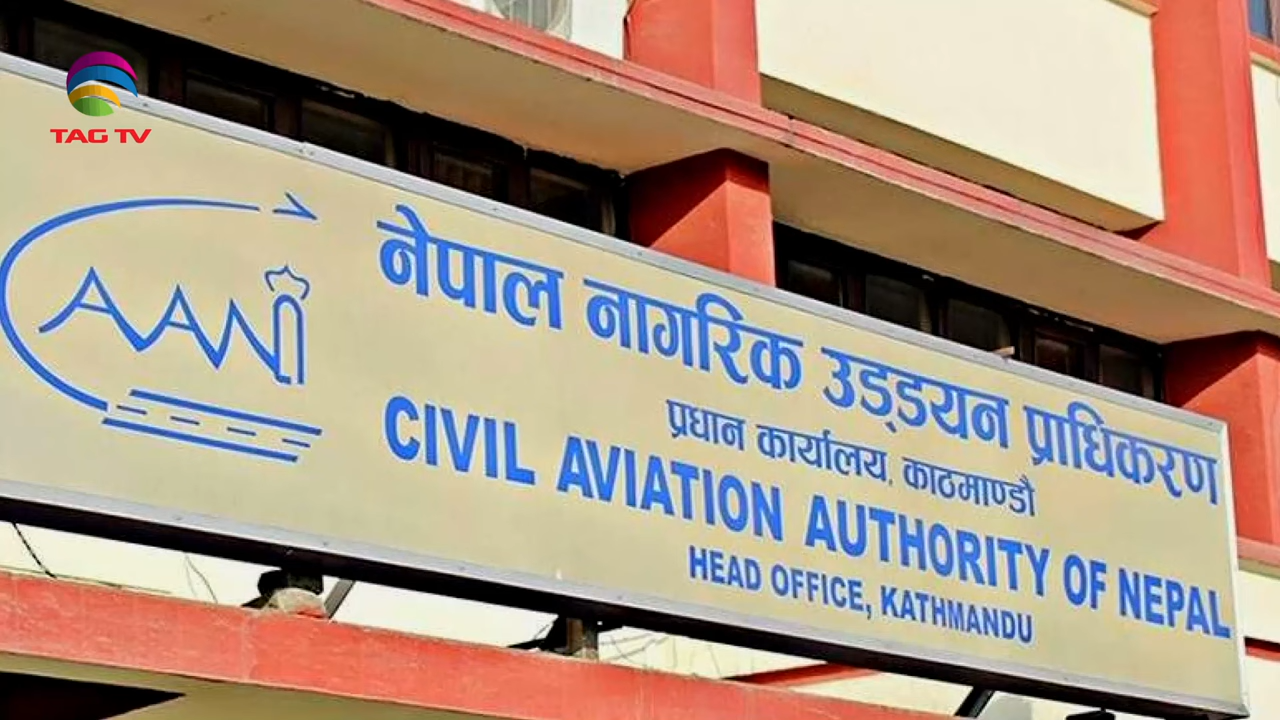 TAG TV
CAAN
नेपाल नागरिक उड्डयन प्राधिकरण
प्रधान कार्यालय, काठमाण्डौ
CIVIL AVIATION AUTHORITY OF NEPAL
HEAD OFFICE, KATHMANDU